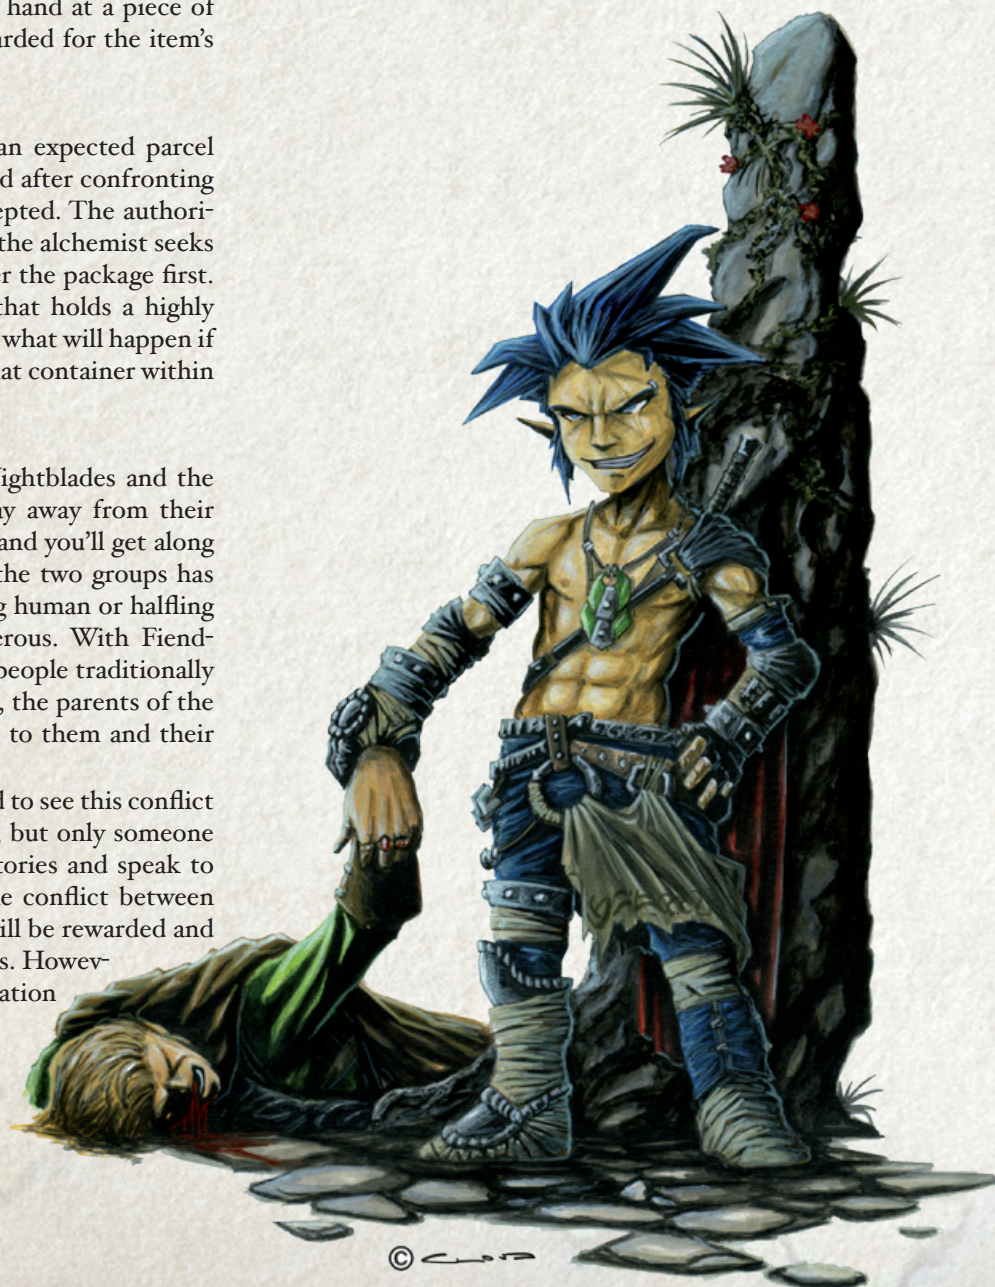 hand at a piece of
arded for the item’s
an expected parcel
d after confronting
epted. The authori-
the alchemist seeks
er the package first.
that holds a highly
what will happen if
at container within
ightblades and the
ay away from their
and you’ll get along
the two groups has
g human or halfling
erous. With Fiend-
people traditionally
, the parents of the
to them and their
d to see this conflict
, but only someone
tories and speak to
e conflict between
ill be rewarded and
s. Howev-
ation
©